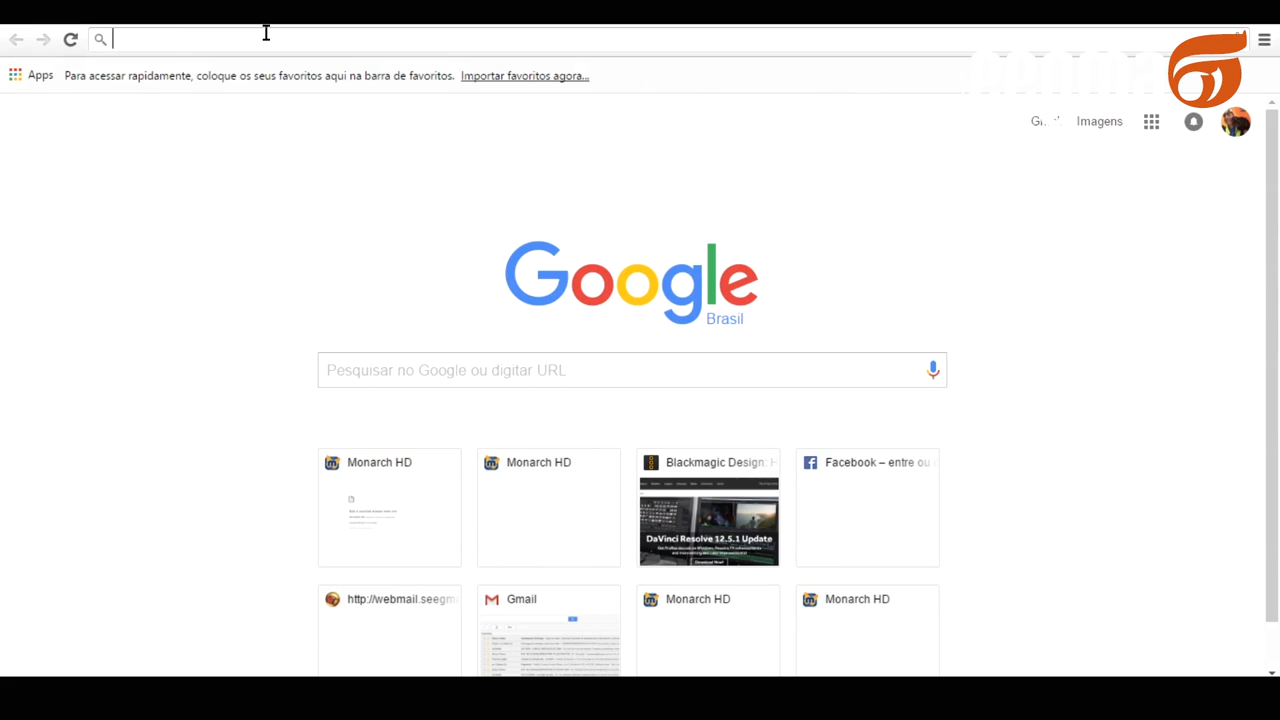 Apps Para acessar rapidamente, coloque os seus favoritos aqui na barra de favoritos. Importar favoritos agora...
Imagens
Google
Brasil
Pesquisar no Google ou digitar URL
Monarch HD
Monarch HD
Blackmagic Design: H
Facebook – entre ou c
DaVinci Resolve 12.5.1 Update
Download Now!
http://webmail.seegm
Gmail
Monarch HD
Monarch HD